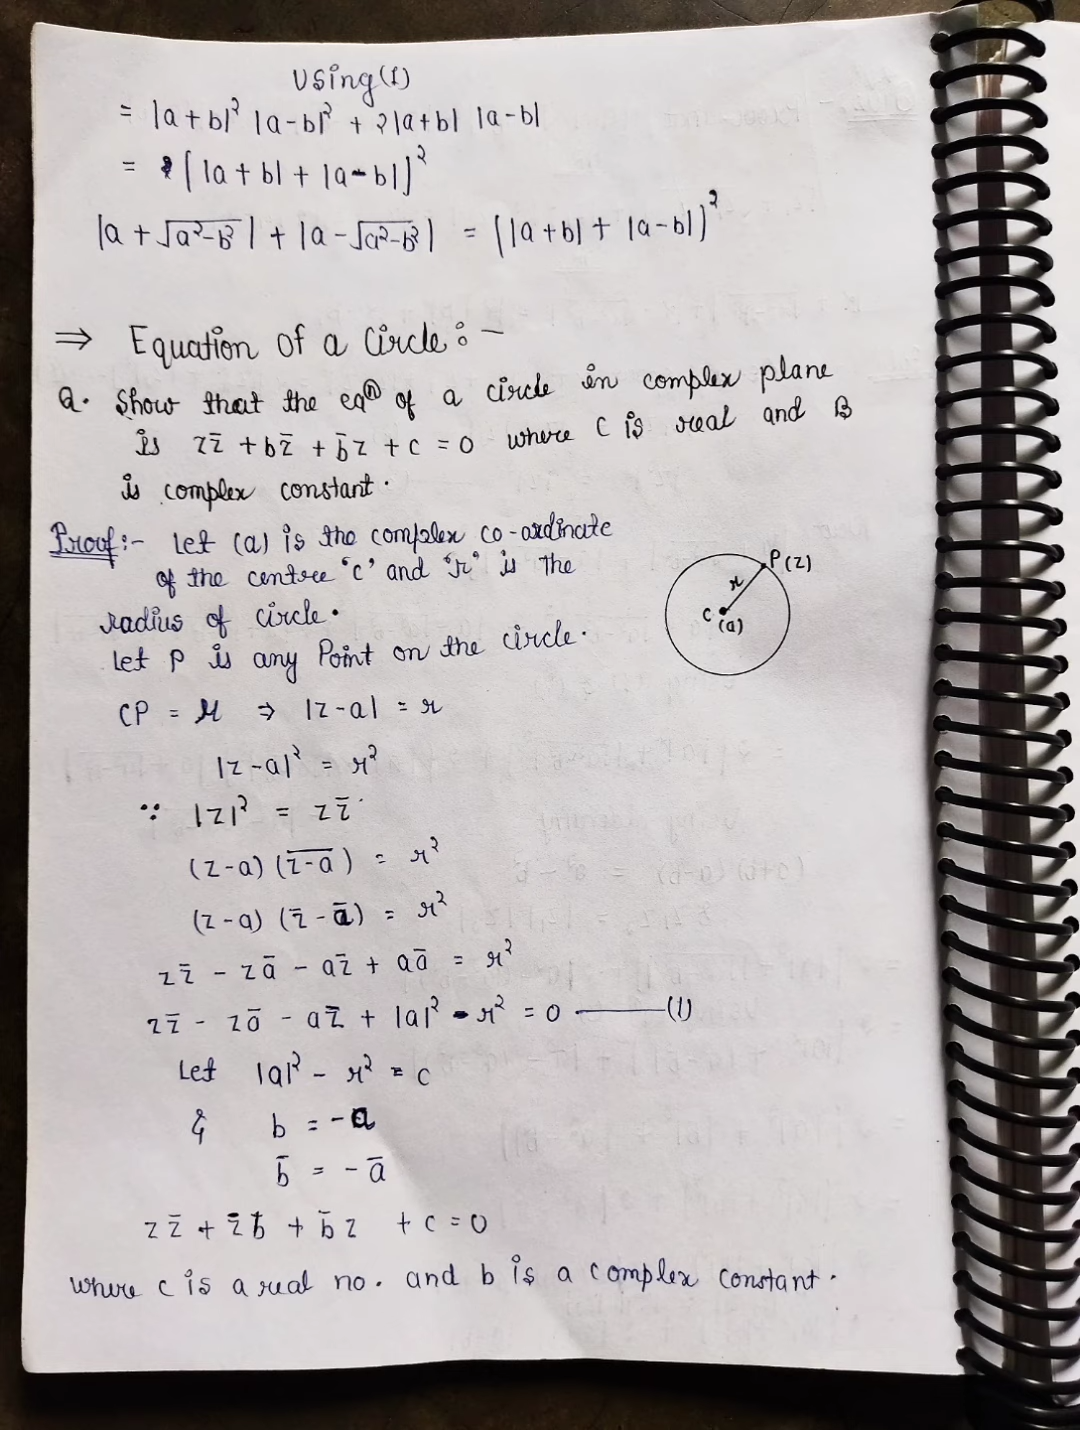 Using (1)
= |a+b|² |a-b|² + 2|a+b| |a-b|
= [ |a+b| + |a-b| ]²
|a + √a²-b² | + |a - √a²-b² | = (|a+b| + |a-b|)²
⇒ Equation of a Circle :-
Q. Show that the eqⁿ of a circle in complex plane
is zz̄ + bz̄ + b̄z + c = 0 where C is real and B
is complex constant.
Proof :- Let (a) is the complex co-ordinate
of the centre "c" and "r" is the
radius of circle.
Let P is any Point on the circle.
P(z)
r
C (a)
CP = r ⇒ |z-a| = r
|z-a|² = r²
∵ |z|² = zz̄
(z-a) (z-a)̅ = r²
(z-a) (z̄ - ā) = r²
zz̄ - zā - az̄ + aā = r²
zz̄ - zā - az̄ + |a|² - r² = 0 ———(1)
Let |a|² - r² = c
& b = -a
b̄ = -ā
zz̄ + z̄b + b̄z + c = 0
where c is a real no. and b is a complex constant.